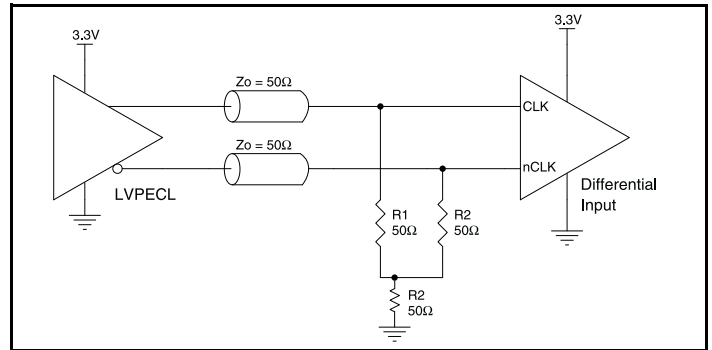 3.3V
3.3V
Zo = 50Ω
CLK
Zo = 50Ω
nCLK
LVPECL
Differential
Input
R1
50Ω
R2
50Ω
R2
50Ω